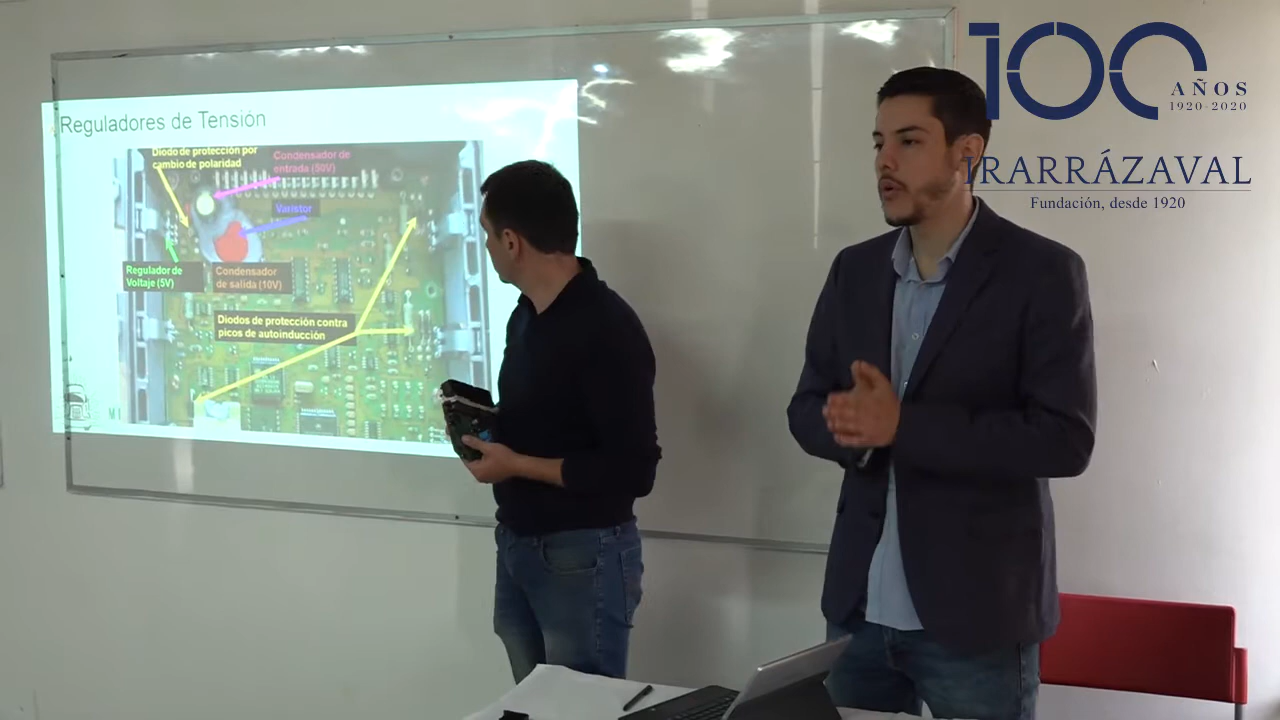 Reguladores de Tensión
Diodo de protección por
cambio de polaridad
Condensador de
entrada (50V)
Varistor
Regulador de
Voltaje (5V)
Condensador
de salida (10V)
Diodos de protección contra
picos de autoinducción
100
AÑOS
1920-2020
IRARRÁZAVAL
Fundación, desde 1920